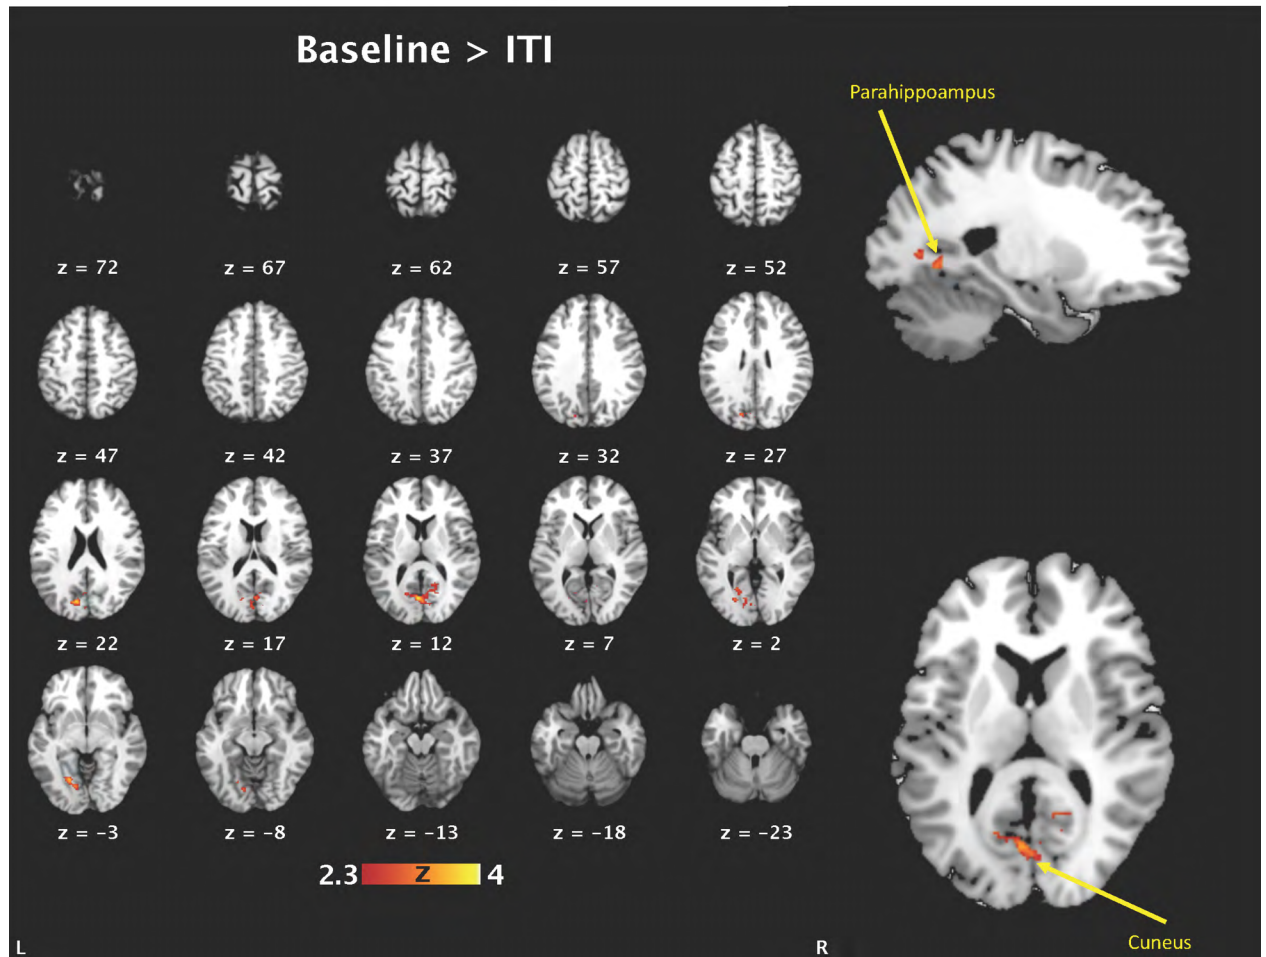 Baseline > ITI
Parahippoampus
z = 72
z = 67
z = 62
z = 57
z = 52
z = 47
z = 42
z = 37
z = 32
z = 27
z = 22
z = 17
z = 12
z = 7
z = 2
z = −3
z = −8
z = −13
z = −18
z = −23
2.3 Z 4
Cuneus
L
R